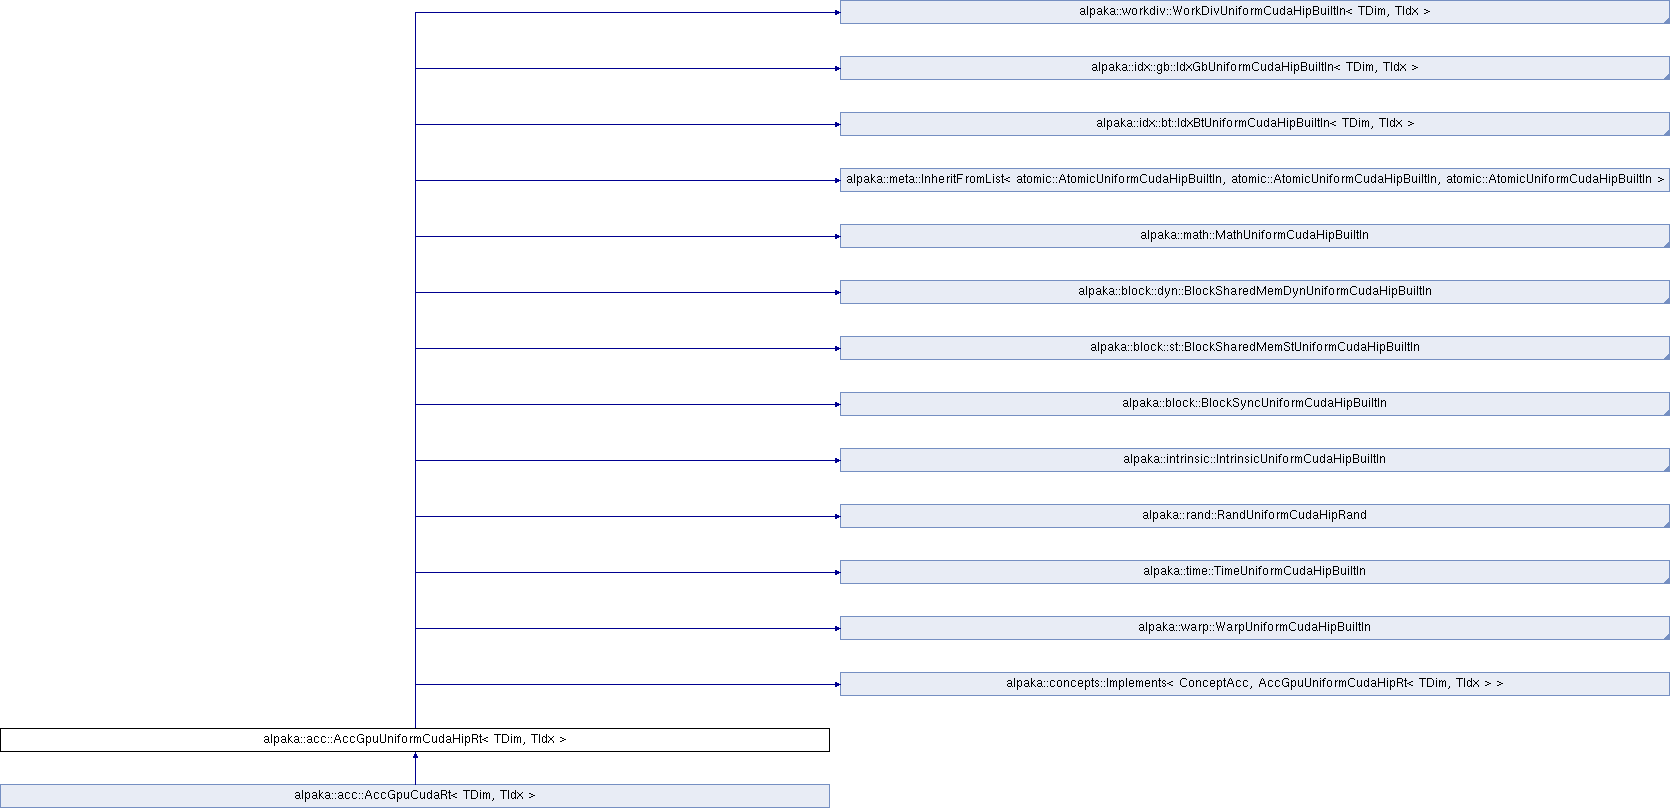 alpaka::workdiv::WorkDivUniformCudaHipBuiltIn< TDim, TIdx >
alpaka::idx::gb::IdxGbUniformCudaHipBuiltIn< TDim, TIdx >
alpaka::idx::bt::IdxBtUniformCudaHipBuiltIn< TDim, TIdx >
alpaka::meta::InheritFromList< atomic::AtomicUniformCudaHipBuiltIn, atomic::AtomicUniformCudaHipBuiltIn, atomic::AtomicUniformCudaHipBuiltIn >
alpaka::math::MathUniformCudaHipBuiltIn
alpaka::block::dyn::BlockSharedMemDynUniformCudaHipBuiltIn
alpaka::block::st::BlockSharedMemStUniformCudaHipBuiltIn
alpaka::block::BlockSyncUniformCudaHipBuiltIn
alpaka::intrinsic::IntrinsicUniformCudaHipBuiltIn
alpaka::rand::RandUniformCudaHipRand
alpaka::time::TimeUniformCudaHipBuiltIn
alpaka::warp::WarpUniformCudaHipBuiltIn
alpaka::concepts::Implements< ConceptAcc, AccGpuUniformCudaHipRt< TDim, TIdx > >
alpaka::acc::AccGpuUniformCudaHipRt< TDim, TIdx >
alpaka::acc::AccGpuCudaRt< TDim, TIdx >